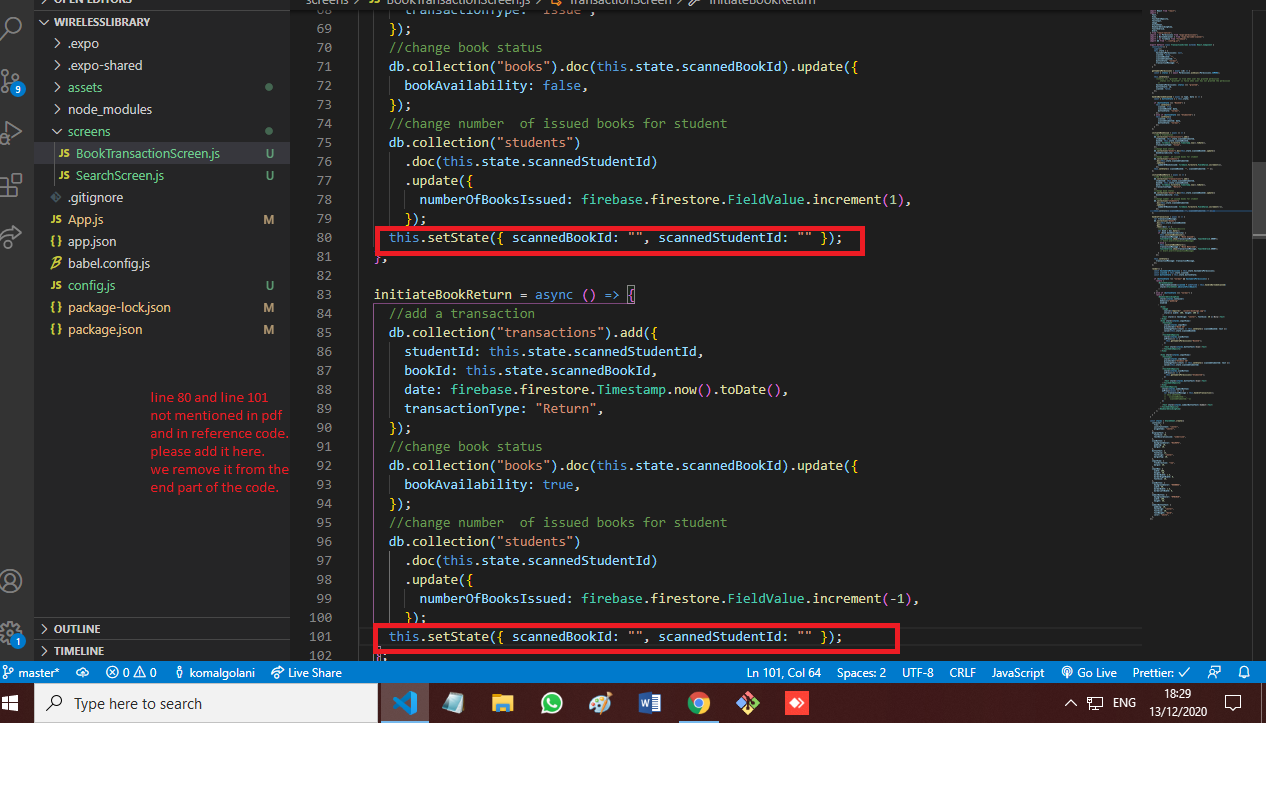 OPEN EDITORS
WIRELESSLIBRARY
.expo
.expo-shared
assets
node_modules
screens
JS BookTransactionScreen.js U
JS SearchScreen.js U
.gitignore
JS App.js M
{} app.json
babel.config.js
JS config.js U
{} package-lock.json M
{} package.json M
9
line 80 and line 101
not mentioned in pdf
and in reference code.
please add it here.
we remove it from the
end part of the code.
OUTLINE
TIMELINE
1
screens > JS BookTransactionScreen.js > TransactionScreen > initiateBookReturn
68 transactionType: "Issue",
69 });
70 //change book status
71 db.collection("books").doc(this.state.scannedBookId).update({
72 bookAvailability: false,
73 });
74 //change number  of issued books for student
75 db.collection("students")
76 .doc(this.state.scannedStudentId)
77 .update({
78 numberOfBooksIssued: firebase.firestore.FieldValue.increment(1),
79 });
80 this.setState({ scannedBookId: "", scannedStudentId: "" });
81 };
82
83 initiateBookReturn = async () => {
84 //add a transaction
85 db.collection("transactions").add({
86 studentId: this.state.scannedStudentId,
87 bookId: this.state.scannedBookId,
88 date: firebase.firestore.Timestamp.now().toDate(),
89 transactionType: "Return",
90 });
91 //change book status
92 db.collection("books").doc(this.state.scannedBookId).update({
93 bookAvailability: true,
94 });
95 //change number  of issued books for student
96 db.collection("students")
97 .doc(this.state.scannedStudentId)
98 .update({
99 numberOfBooksIssued: firebase.firestore.FieldValue.increment(-1),
100 });
101 this.setState({ scannedBookId: "", scannedStudentId: "" });
102 };
master* 0 0 komalgolani Live Share Ln 101, Col 64 Spaces: 2 UTF-8 CRLF JavaScript Go Live Prettier: ✓
Type here to search
ENG
18:29
13/12/2020